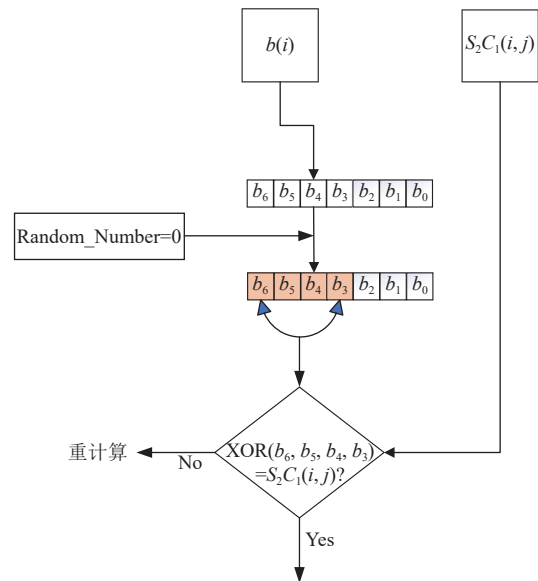 b(i)
S₂C₁(i, j)
b₆ b₅ b₄ b₃ b₂ b₁ b₀
Random_Number=0
b₆ b₅ b₄ b₃ b₂ b₁ b₀
XOR(b₆, b₅, b₄, b₃)
=S₂C₁(i, j)?
重计算
No
Yes